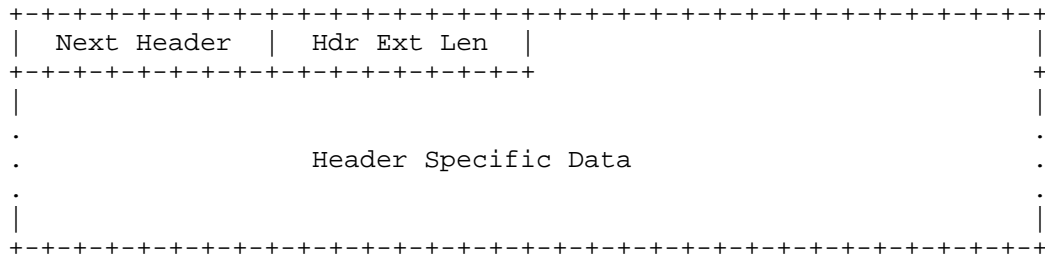 Next Header | Hdr Ext Len
Header Specific Data